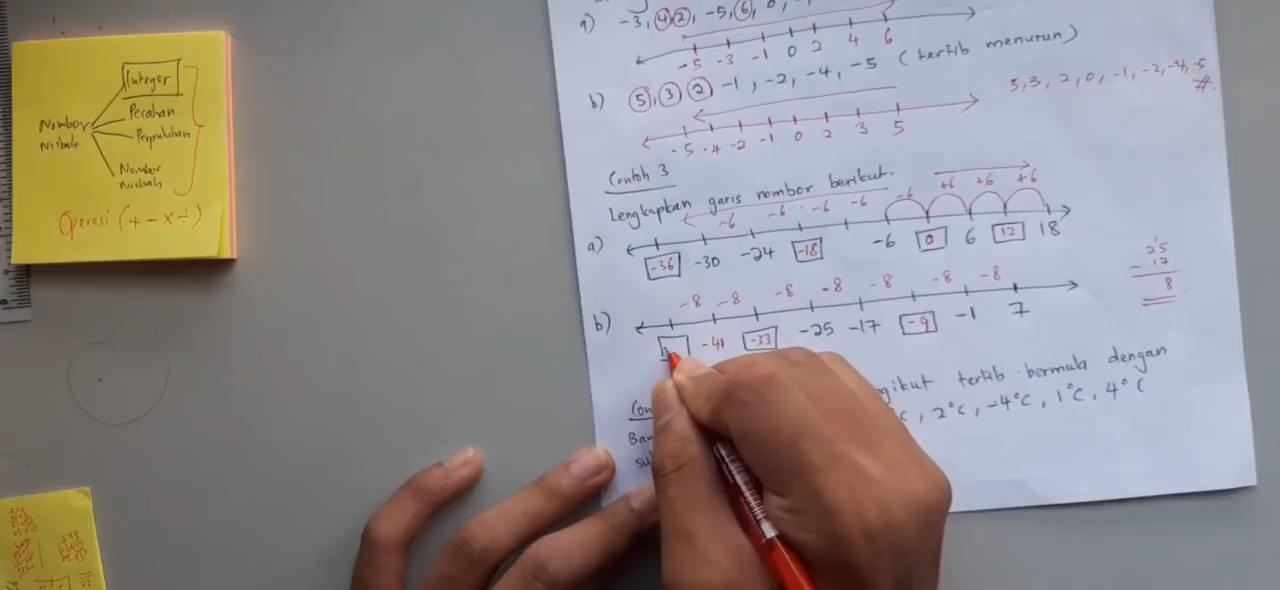 Integer
Nombor
Nisbah
Pecahan
Perpuluhan
Nombor
Nisbah
Operasi (+ − × ÷)
a) -3, 4 2, -5, 6, 0, -1
-5 -3 -1 0 2 4 6
b) 5, 3, 2 -1, -2, -4, -5 (tertib menurun)
5, 3, 2, 0, -1, -2, -4, -5 #
-5 -4 -2 -1 0 2 3 5
Contoh 3
Lengkapkan garis nombor berikut.
-6 -6 -6 -6 -6 +6 +6 +6
a) -36 -30 -24 -18 -6 0 6 12 18
-8 -8 -8 -8 -8 -8 -8
b) -41 -33 -25 -17 -9 -1 7
25
- 17
8
tertib bermula dengan
2°C, -4°C, 1°C, 4°C